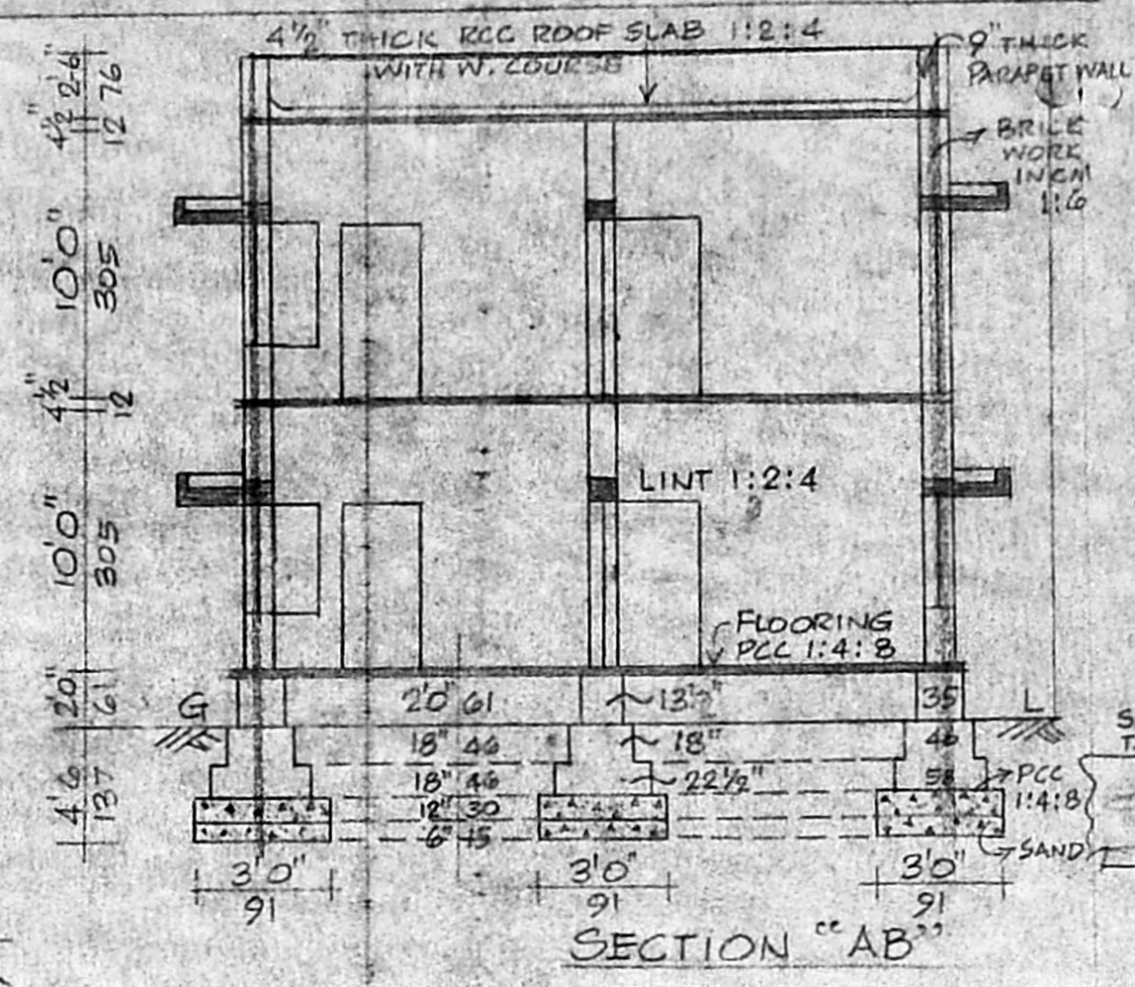 4½" THICK RCC ROOF SLAB 1:2:4
WITH W. COURSE
9" THICK
PARAPET WALL
BRICK
WORK
IN CM
1:6
2'-6" 76
4½" 12
10'0"
305
4½"
12
10'0"
305
2'0"
61
4'6"
137
LINT 1:2:4
FLOORING
PCC 1:4:8
G
2'0" 61
13½"
35
L
18" 46
18"
46
18" 46
22½"
58
PCC
1:4:8
12" 30
6" 15
SAND
3'0"
91
3'0"
91
3'0"
91
SECTION "AB"